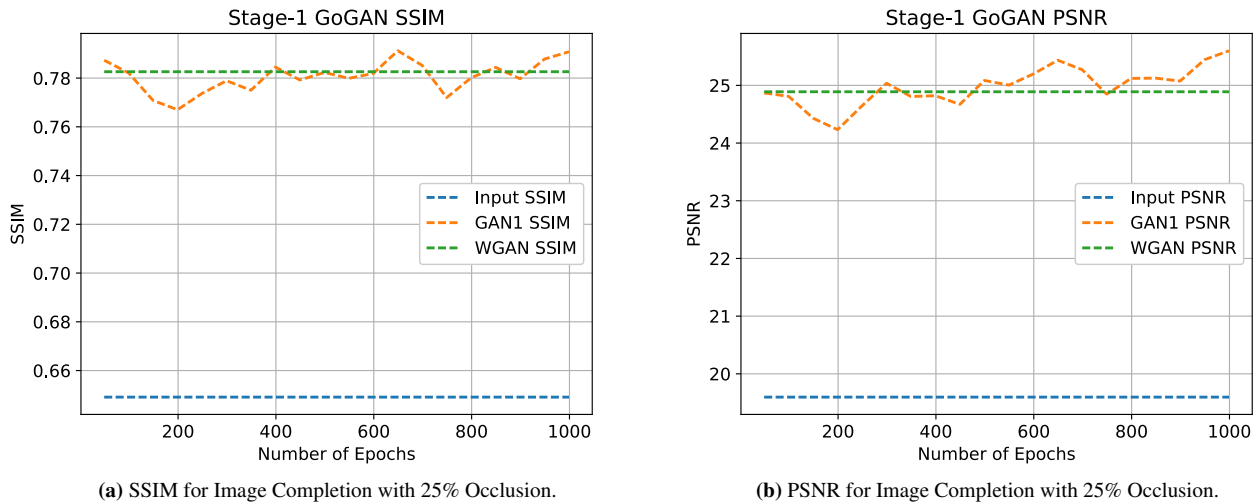 Stage-1 GoGAN SSIM
0.78
0.76
0.74
0.72
0.70
0.68
0.66
SSIM
Input SSIM
GAN1 SSIM
WGAN SSIM
200 400 600 800 1000
Number of Epochs
(a) SSIM for Image Completion with 25% Occlusion.
Stage-1 GoGAN PSNR
25
24
23
22
21
20
PSNR
Input PSNR
GAN1 PSNR
WGAN PSNR
200 400 600 800 1000
Number of Epochs
(b) PSNR for Image Completion with 25% Occlusion.